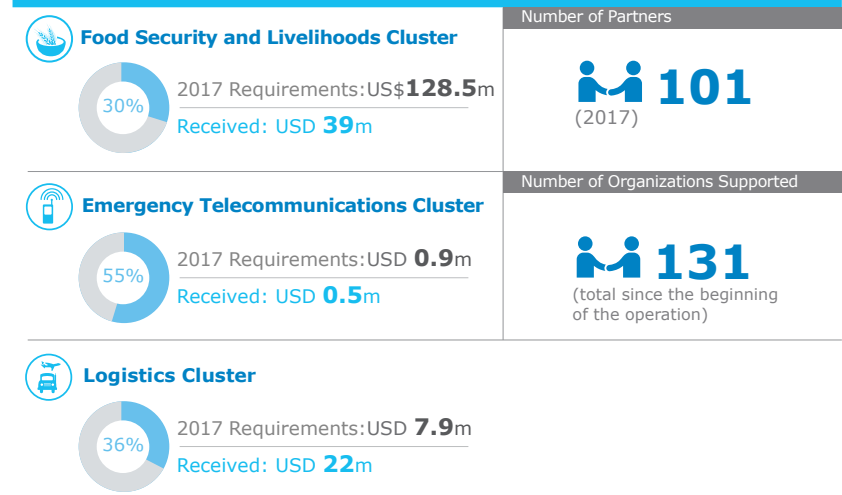 Number of Partners
Food Security and Livelihoods Cluster
30%
2017 Requirements:US$128.5m
Received: USD 39m
101
(2017)
Number of Organizations Supported
Emergency Telecommunications Cluster
55%
2017 Requirements:USD 0.9m
Received: USD 0.5m
131
(total since the beginning
of the operation)
Logistics Cluster
36%
2017 Requirements:USD 7.9m
Received: USD 22m